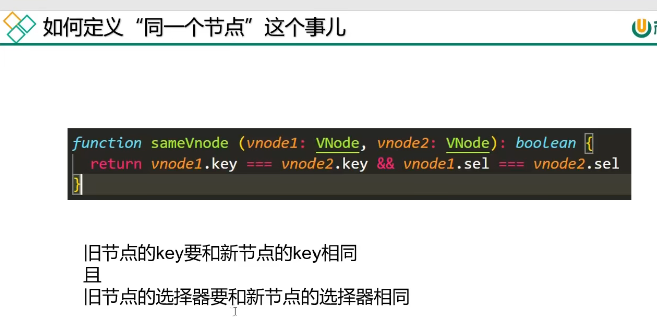 如何定义“同一个节点”这个事儿
function sameVnode (vnode1: VNode, vnode2: VNode): boolean {
return vnode1.key === vnode2.key && vnode1.sel === vnode2.sel
}
旧节点的key要和新节点的key相同
且
旧节点的选择器要和新节点的选择器相同